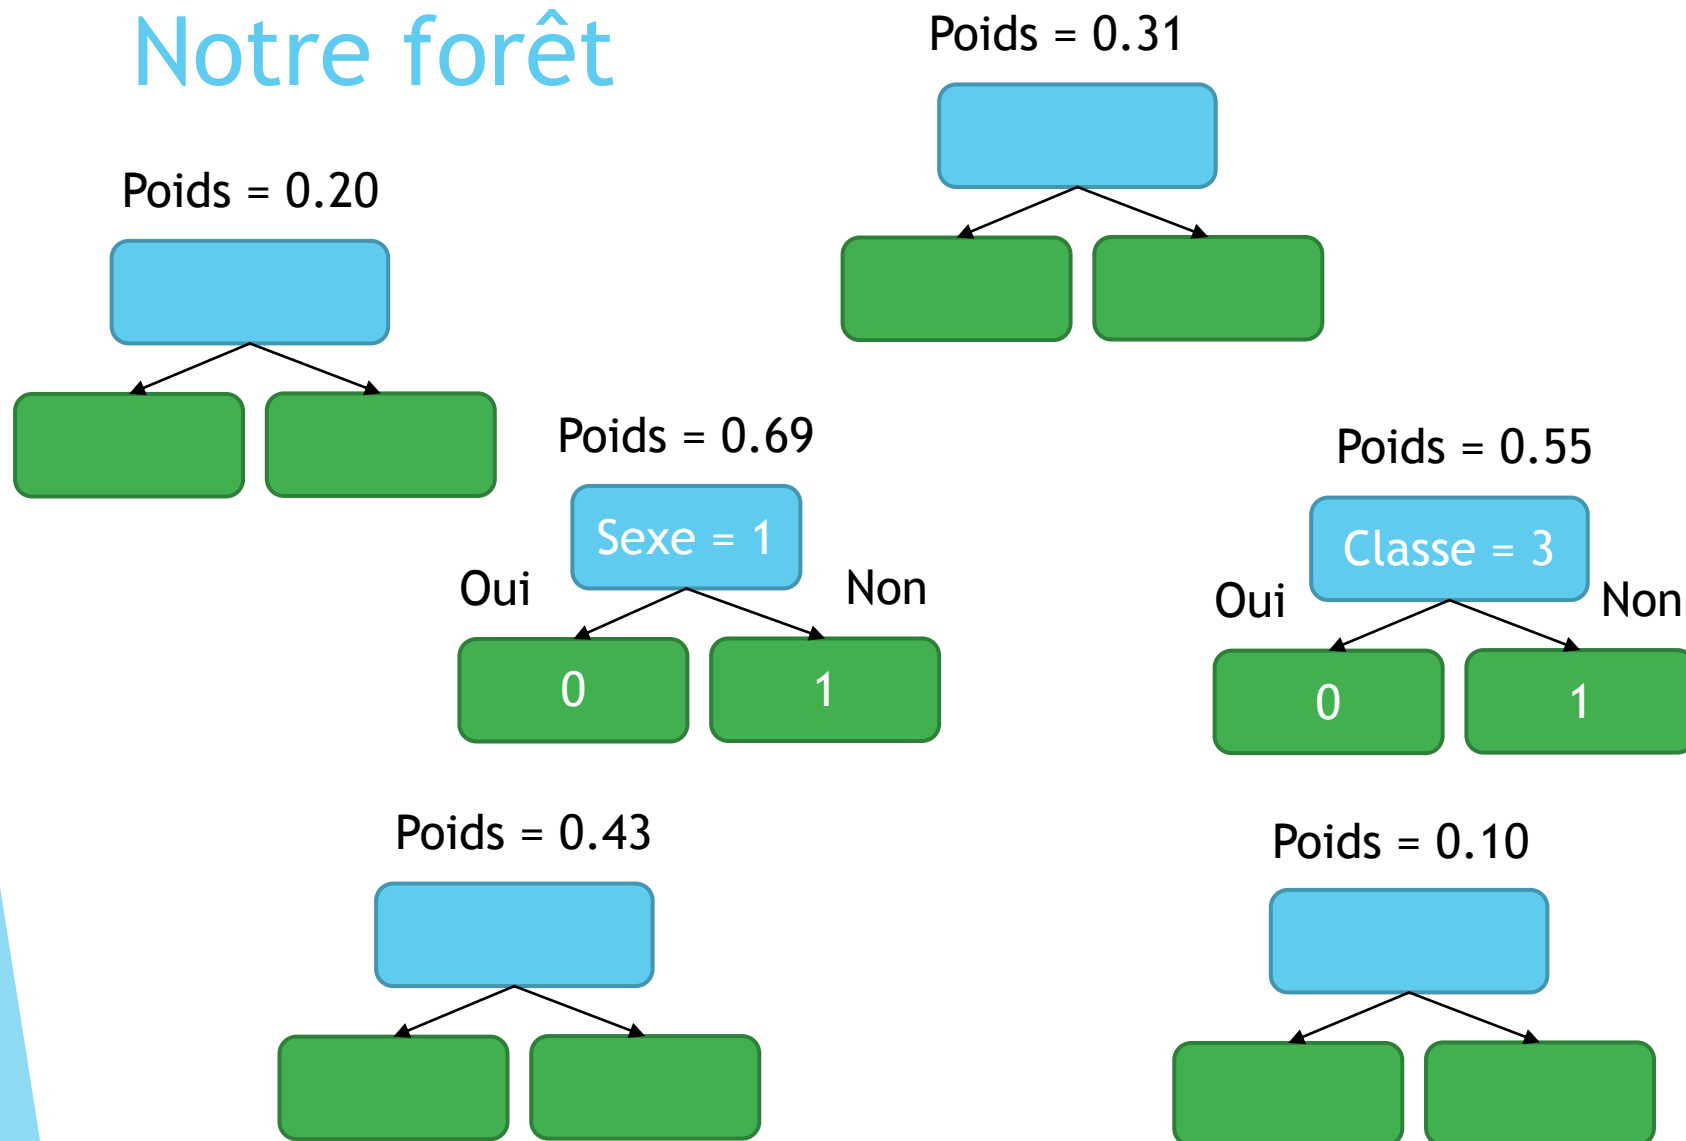 Notre forêt
Poids = 0.31
Poids = 0.20
Poids = 0.69
Sexe = 1
Oui
Non
0
1
Poids = 0.55
Classe = 3
Oui
Non
0
1
Poids = 0.43
Poids = 0.10